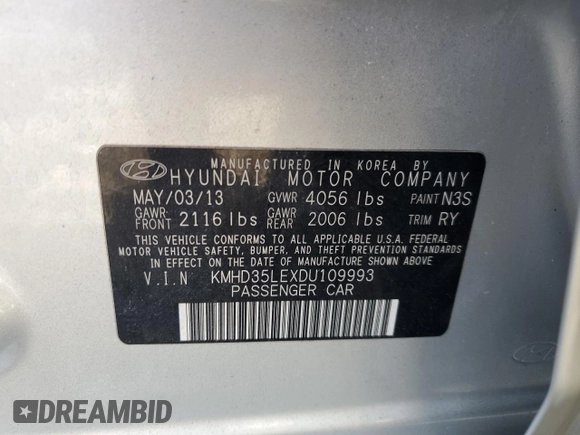 MANUFACTURED IN KOREA BY
HYUNDAI MOTOR COMPANY
MAY/03/13 GVWR 4056 lbs PAINT N3S
GAWR FRONT 2116 lbs GAWR REAR 2006 lbs TRIM RY
THIS VEHICLE CONFORMS TO ALL APPLICABLE U.S.A. FEDERAL
MOTOR VEHICLE SAFETY, BUMPER, AND THEFT PREVENTION STANDARDS
IN EFFECT ON THE DATE OF MANUFACTURE SHOWN ABOVE.
V.I.N KMHD35LEXDU109993
PASSENGER CAR
DREAMBID